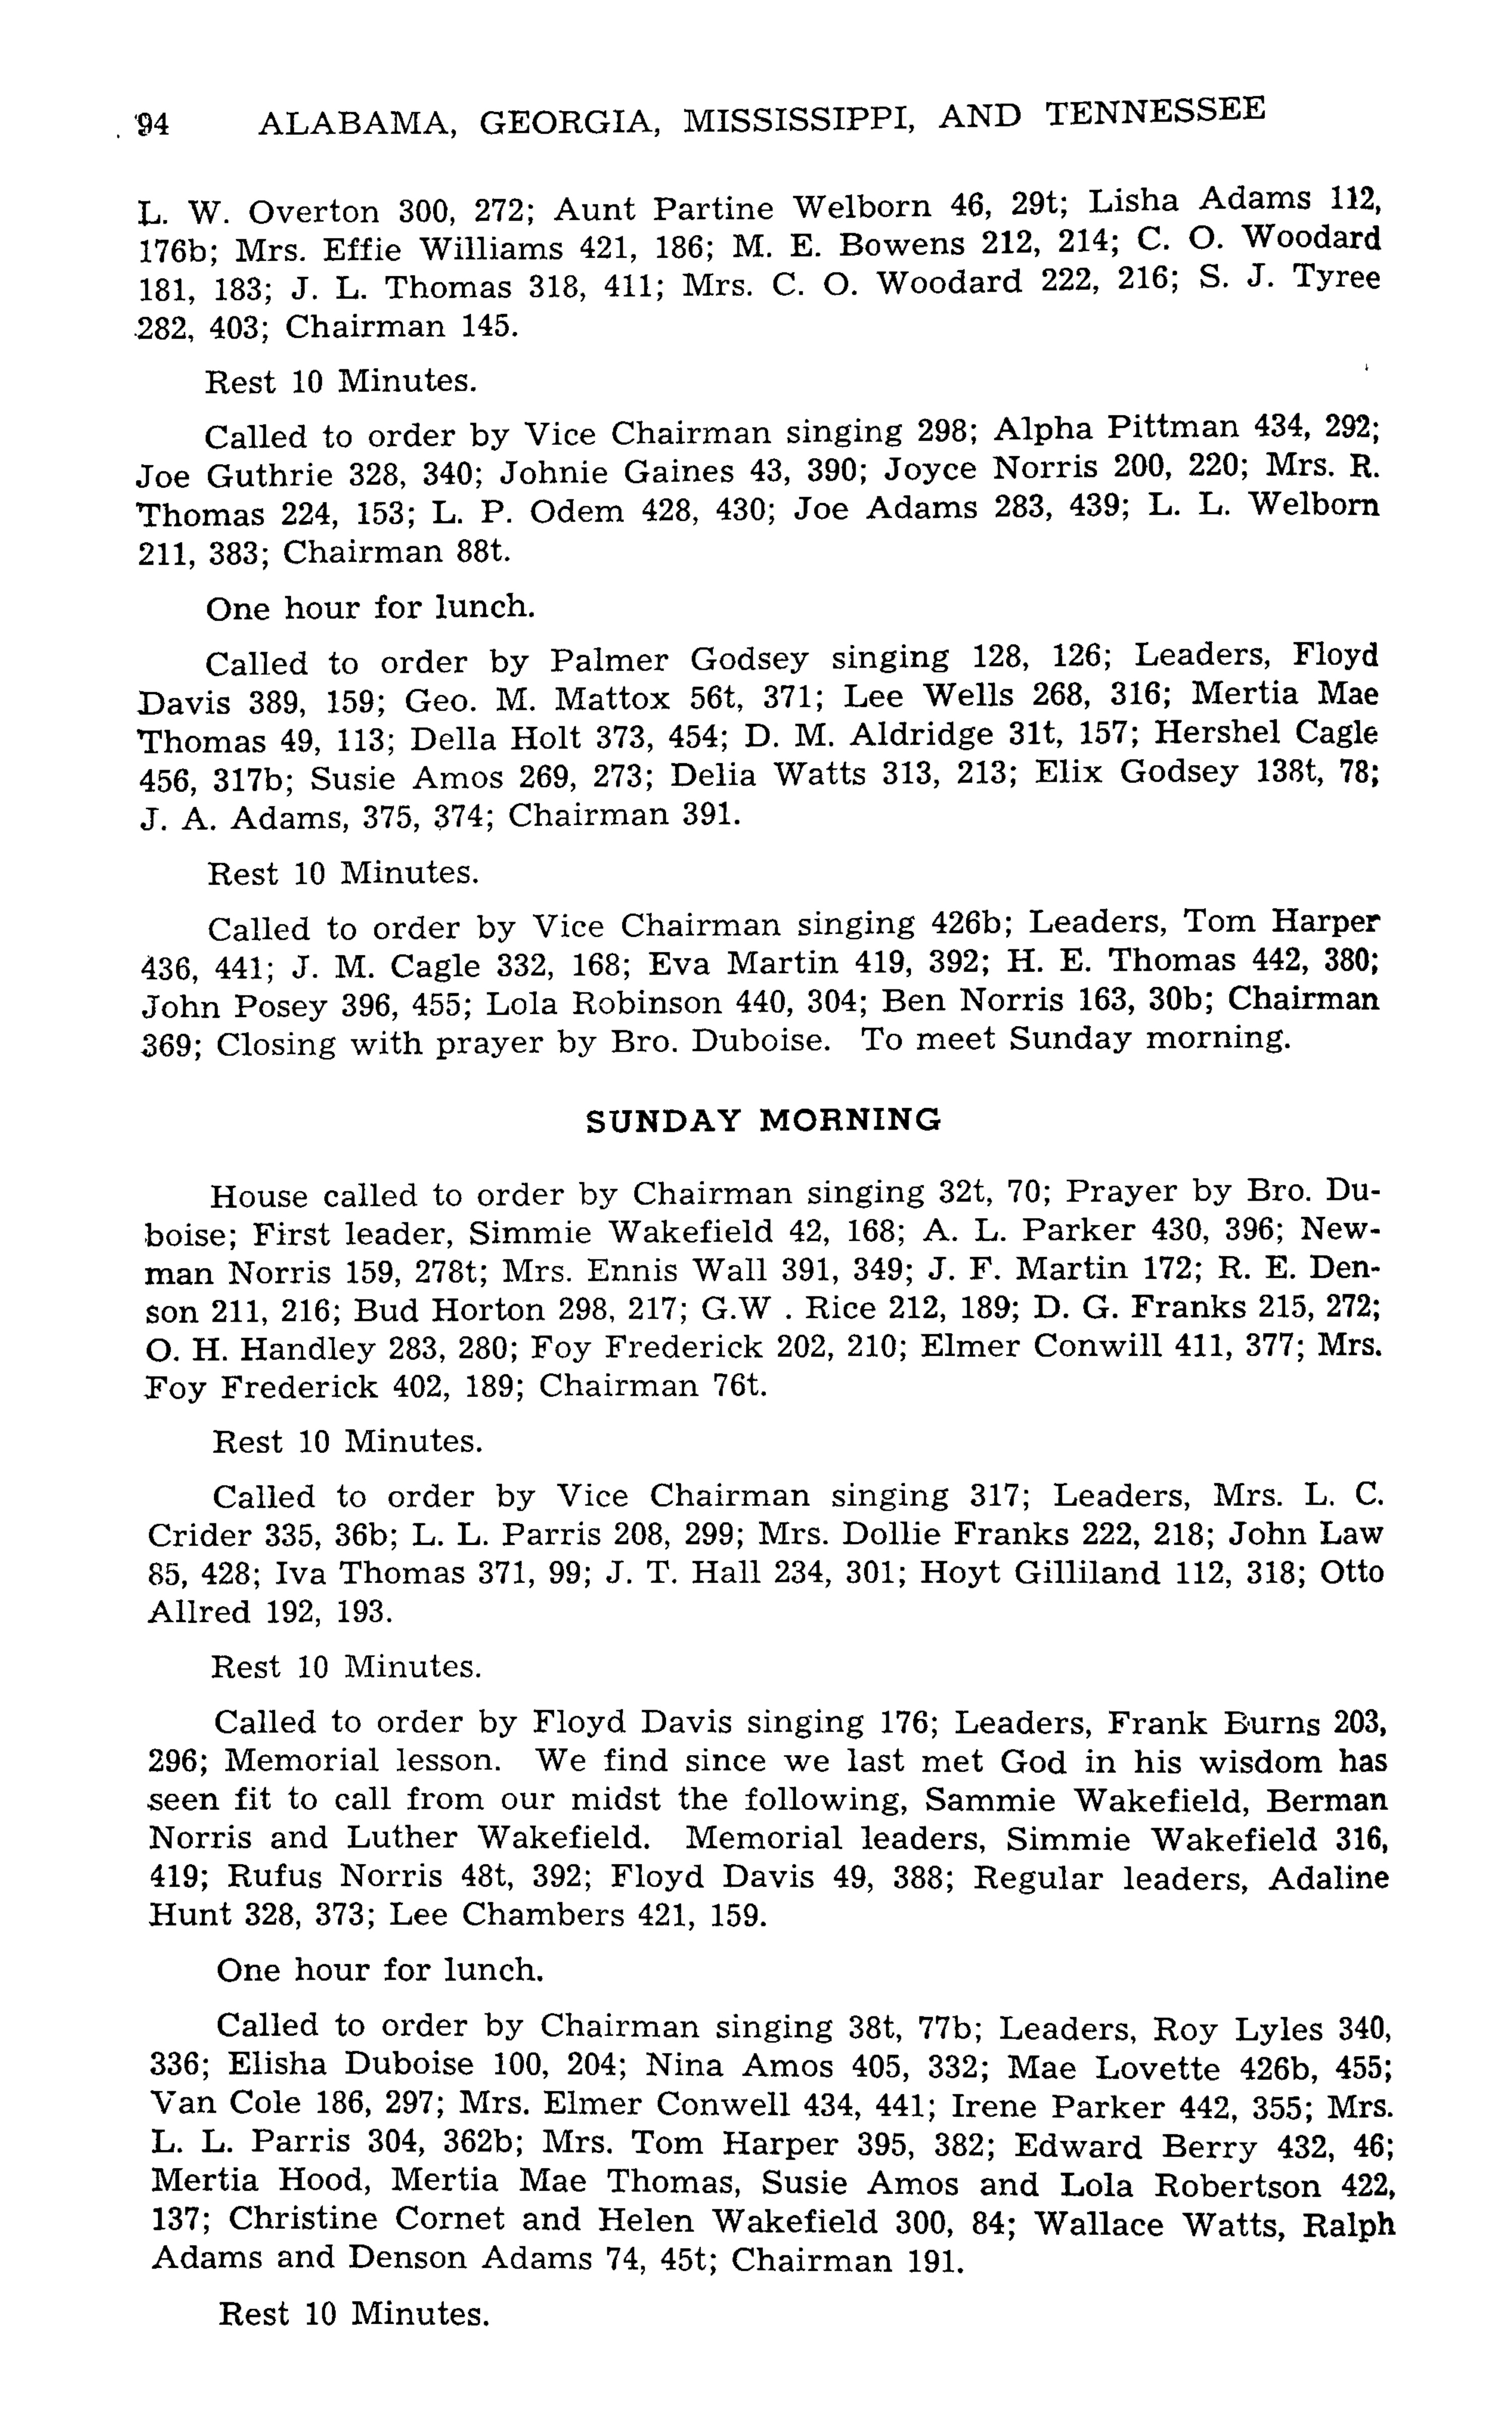 94 ALABAMA, GEORGIA, MISSISSIPPI, AND TENNESSEE
L. W. Overton 300, 272; Aunt Partine Welborn 46, 29t; Lisha Adams 112,
176b; Mrs. Effie Williams 421, 186; M. E. Bowens 212, 214; C. O. Woodard
181, 183; J. L. Thomas 318, 411; Mrs. C. O. Woodard 222, 216; S. J. Tyree
282, 403; Chairman 145.
Rest 10 Minutes.
Called to order by Vice Chairman singing 298; Alpha Pittman 434, 292;
Joe Guthrie 328, 340; Johnie Gaines 43, 390; Joyce Norris 200, 220; Mrs. R.
Thomas 224, 153; L. P. Odem 428, 430; Joe Adams 283, 439; L. L. Welborn
211, 383; Chairman 88t.
One hour for lunch.
Called to order by Palmer Godsey singing 128, 126; Leaders, Floyd
Davis 389, 159; Geo. M. Mattox 56t, 371; Lee Wells 268, 316; Mertia Mae
Thomas 49, 113; Della Holt 373, 454; D. M. Aldridge 31t, 157; Hershel Cagle
456, 317b; Susie Amos 269, 273; Delia Watts 313, 213; Elix Godsey 138t, 78;
J. A. Adams, 375, 374; Chairman 391.
Rest 10 Minutes.
Called to order by Vice Chairman singing 426b; Leaders, Tom Harper
436, 441; J. M. Cagle 332, 168; Eva Martin 419, 392; H. E. Thomas 442, 380;
John Posey 396, 455; Lola Robinson 440, 304; Ben Norris 163, 30b; Chairman
369; Closing with prayer by Bro. Duboise. To meet Sunday morning.
SUNDAY MORNING
House called to order by Chairman singing 32t, 70; Prayer by Bro. Du-
boise; First leader, Simmie Wakefield 42, 168; A. L. Parker 430, 396; New-
man Norris 159, 278t; Mrs. Ennis Wall 391, 349; J. F. Martin 172; R. E. Den-
son 211, 216; Bud Horton 298, 217; G.W . Rice 212, 189; D. G. Franks 215, 272;
O. H. Handley 283, 280; Foy Frederick 202, 210; Elmer Conwill 411, 377; Mrs.
Foy Frederick 402, 189; Chairman 76t.
Rest 10 Minutes.
Called to order by Vice Chairman singing 317; Leaders, Mrs. L. C.
Crider 335, 36b; L. L. Parris 208, 299; Mrs. Dollie Franks 222, 218; John Law
85, 428; Iva Thomas 371, 99; J. T. Hall 234, 301; Hoyt Gilliland 112, 318; Otto
Allred 192, 193.
Rest 10 Minutes.
Called to order by Floyd Davis singing 176; Leaders, Frank Burns 203,
296; Memorial lesson. We find since we last met God in his wisdom has
seen fit to call from our midst the following, Sammie Wakefield, Berman
Norris and Luther Wakefield. Memorial leaders, Simmie Wakefield 316,
419; Rufus Norris 48t, 392; Floyd Davis 49, 388; Regular leaders, Adaline
Hunt 328, 373; Lee Chambers 421, 159.
One hour for lunch.
Called to order by Chairman singing 38t, 77b; Leaders, Roy Lyles 340,
336; Elisha Duboise 100, 204; Nina Amos 405, 332; Mae Lovette 426b, 455;
Van Cole 186, 297; Mrs. Elmer Conwell 434, 441; Irene Parker 442, 355; Mrs.
L. L. Parris 304, 362b; Mrs. Tom Harper 395, 382; Edward Berry 432, 46;
Mertia Hood, Mertia Mae Thomas, Susie Amos and Lola Robertson 422,
137; Christine Cornet and Helen Wakefield 300, 84; Wallace Watts, Ralph
Adams and Denson Adams 74, 45t; Chairman 191.
Rest 10 Minutes.